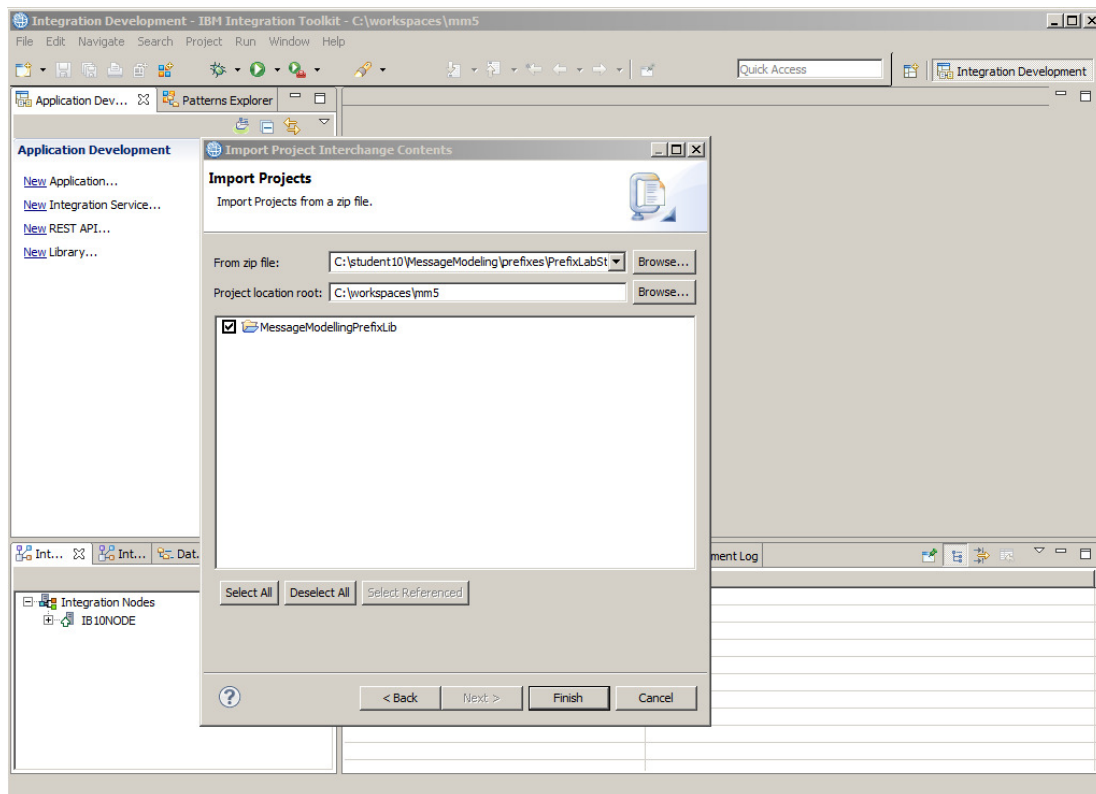 Integration Development - IBM Integration Toolkit - C:\workspaces\mm5
File Edit Navigate Search Project Run Window Help
Quick Access
Integration Development
Application Dev...
Patterns Explorer
Application Development
New Application...
New Integration Service...
New REST API...
New Library...
Import Project Interchange Contents
Import Projects
Import Projects from a zip file.
From zip file: C:\student10\MessageModeling\prefixes\PrefixLabSt Browse...
Project location root: C:\workspaces\mm5 Browse...
MessageModellingPrefixLib
Select All Deselect All Select Referenced
? < Back Next > Finish Cancel
Int... Int... Dat.
ment Log
Integration Nodes
IB10NODE